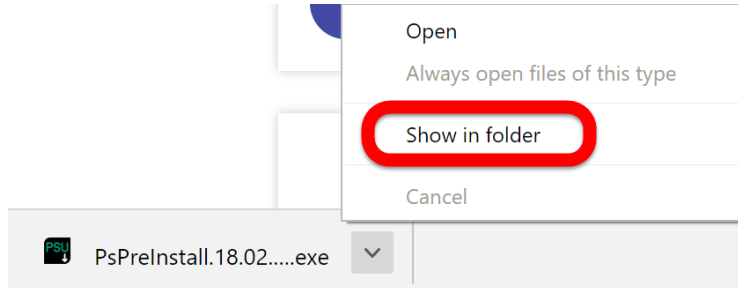 Open
Always open files of this type
Show in folder
Cancel
PSU
PsPreInstall.18.02.....exe